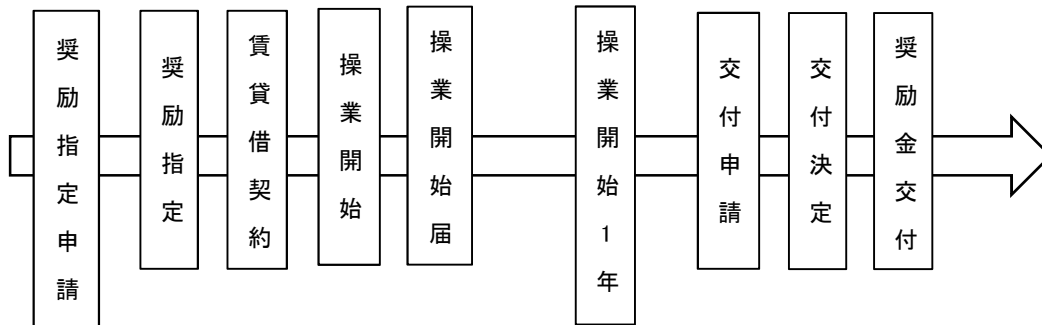 奨励指定申請
奨励指定
賃貸借契約
操業開始
操業開始届
操業開始1年
交付申請
交付決定
奨励金交付